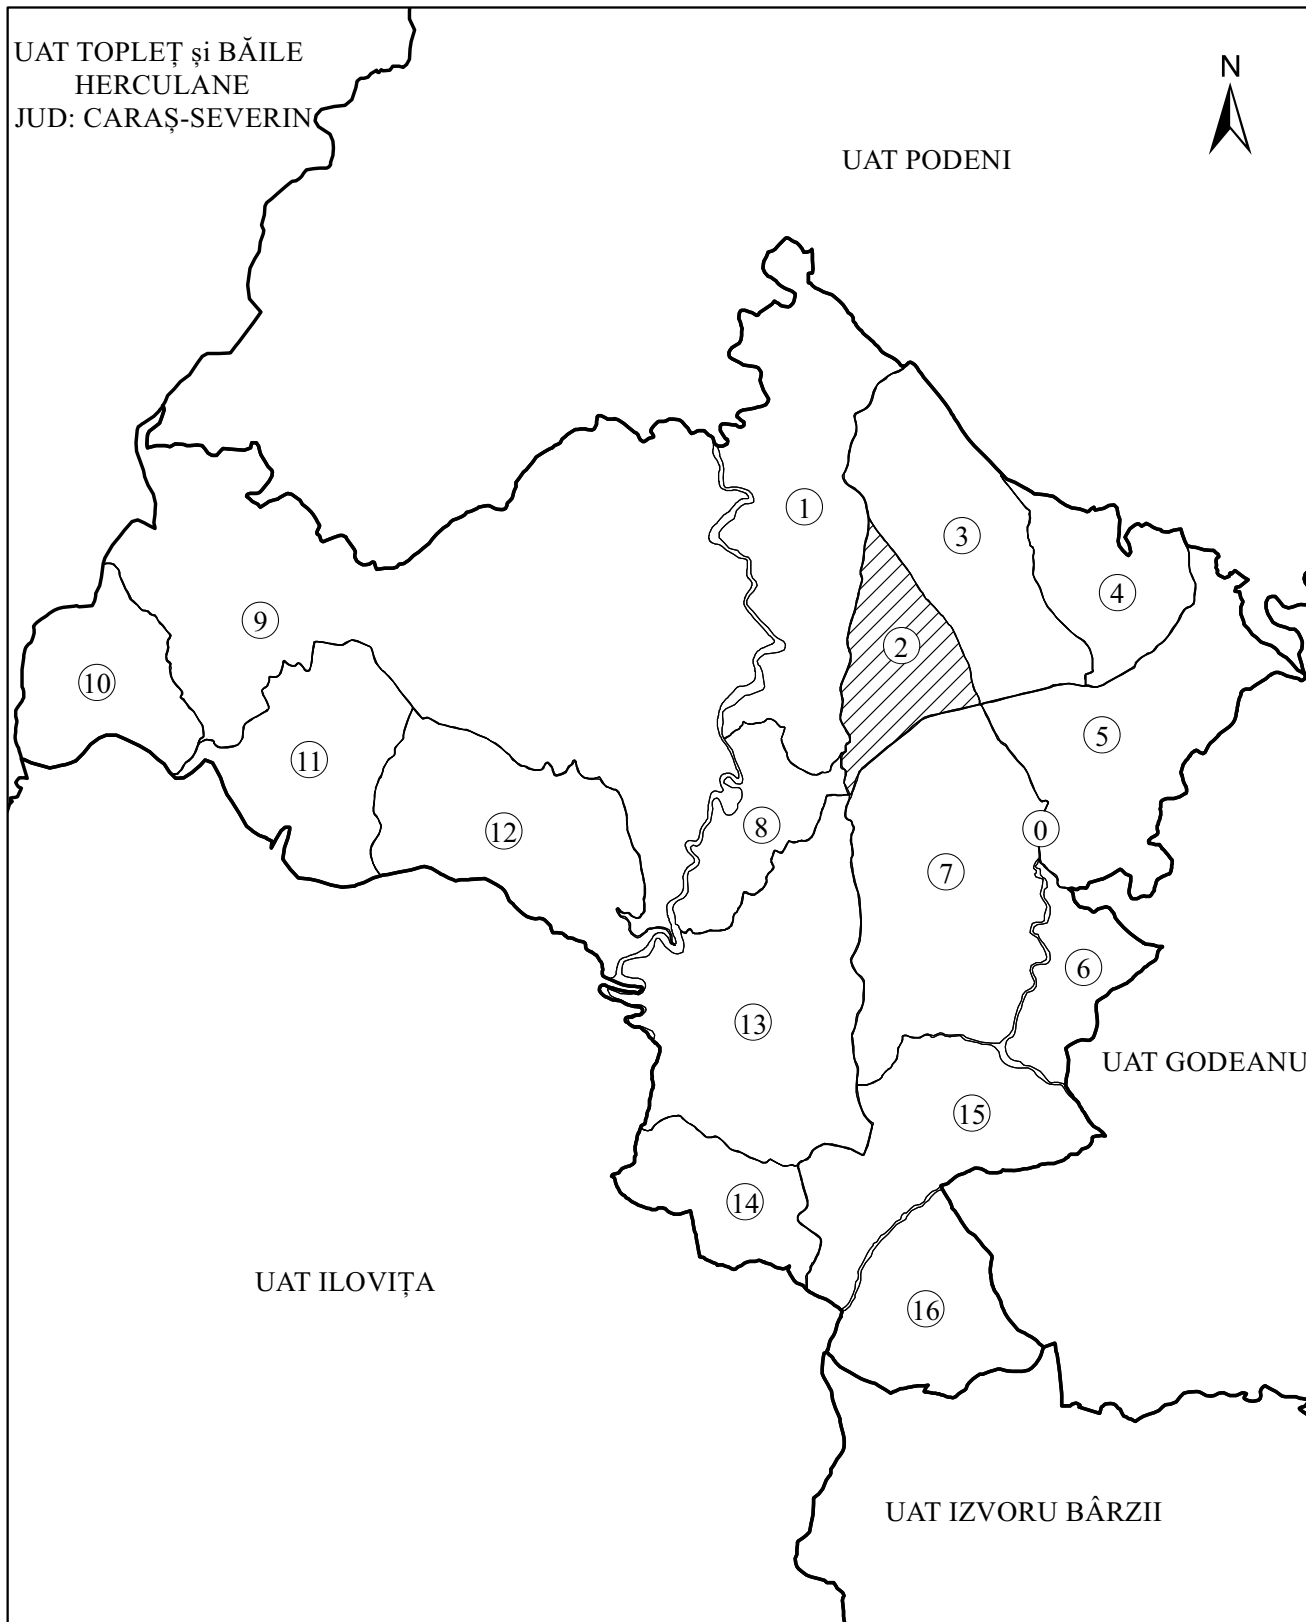 UAT TOPLEȚ și BĂILE
HERCULANE
JUD: CARAȘ-SEVERIN
N
UAT PODENI
1
3
4
9
2
10
5
11
12
8
0
7
6
13
UAT GODEANU
15
14
UAT ILOVIȚA
16
UAT IZVORU BÂRZII